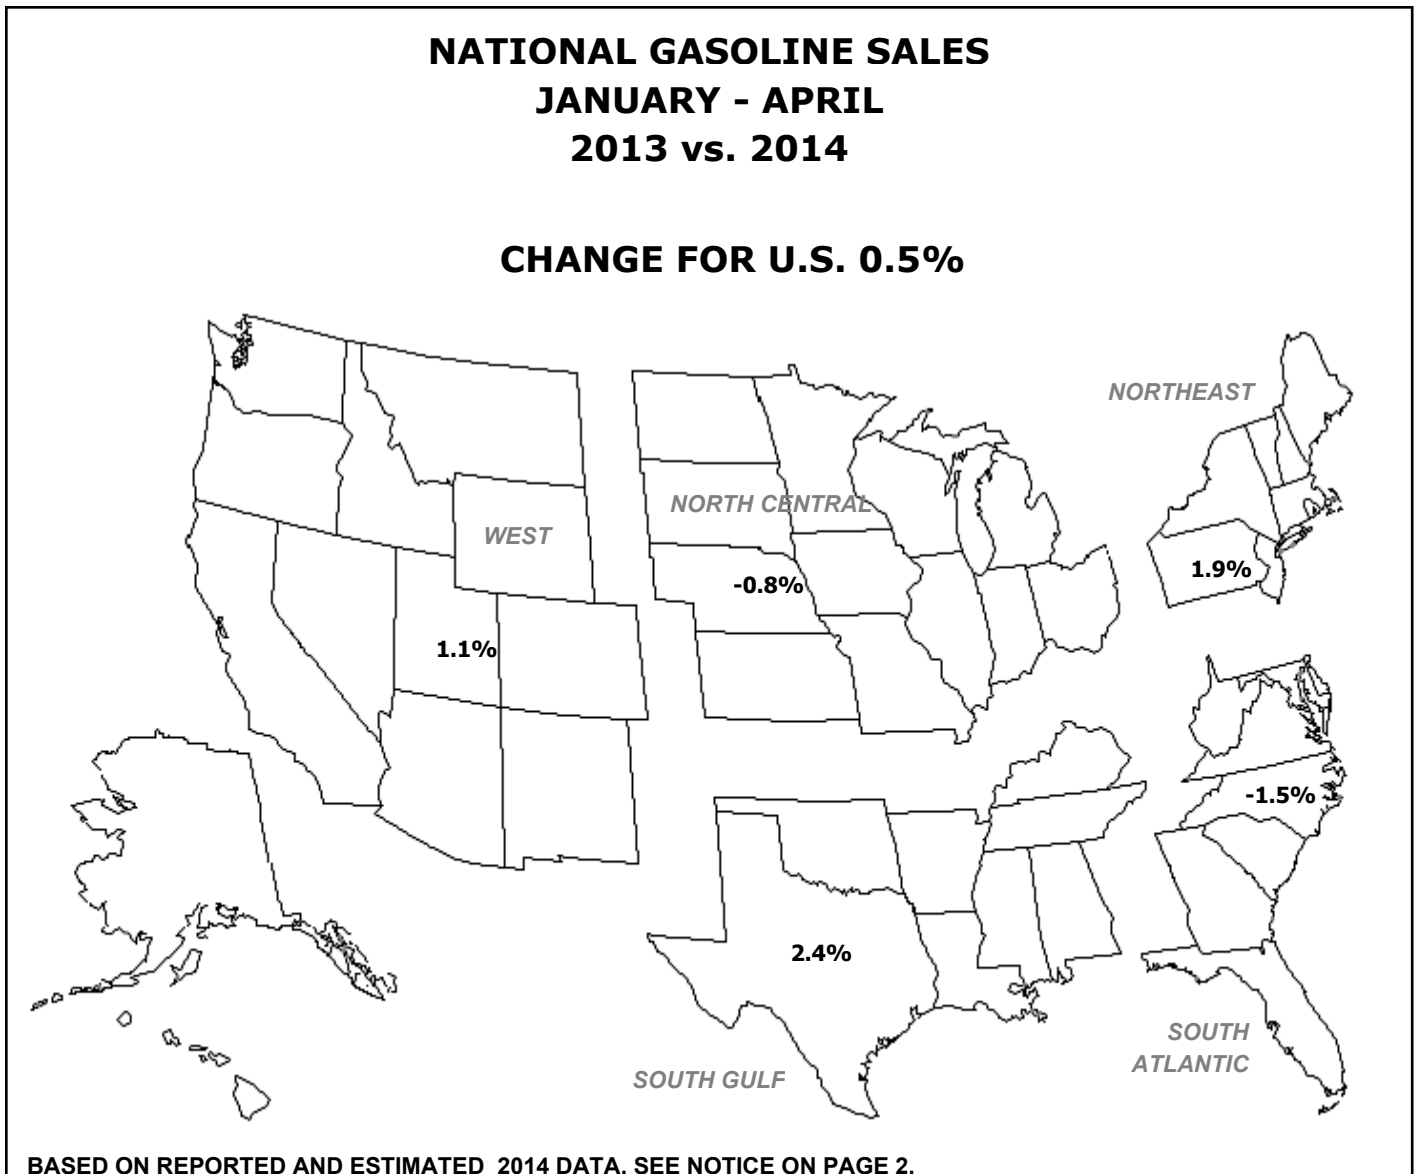 NATIONAL GASOLINE SALES
JANUARY - APRIL
2013 vs. 2014
CHANGE FOR U.S. 0.5%
NORTHEAST
NORTH CENTRAL
WEST
1.9%
-0.8%
1.1%
-1.5%
2.4%
SOUTH
ATLANTIC
SOUTH GULF
BASED ON REPORTED AND ESTIMATED 2014 DATA. SEE NOTICE ON PAGE 2.